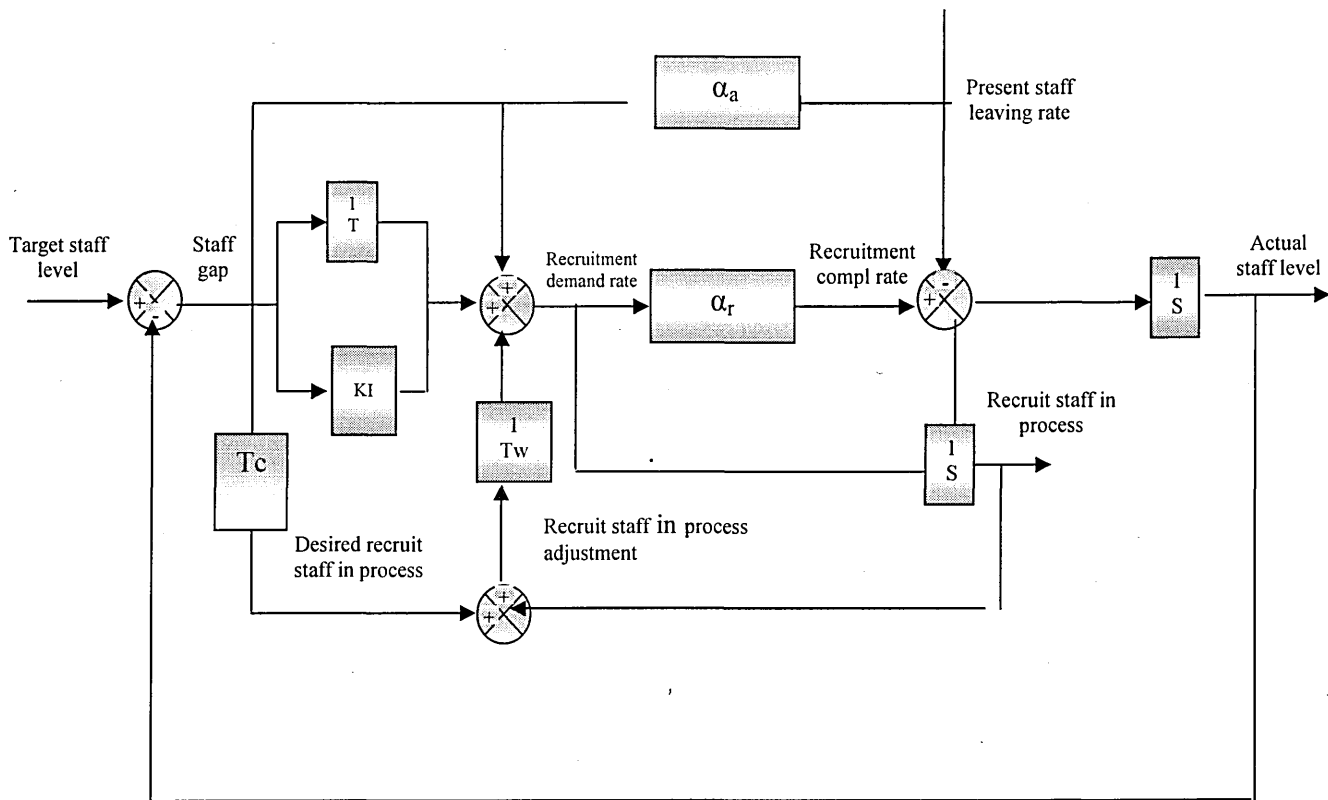 αa
Present staff
leaving rate
1
T
Target staff
level
Staff
gap
+
-
KI
+
+
Recruitment
demand rate
αr
Recruitment
compl rate
-
+
1
S
Actual
staff level
Tc
1
Tw
1
S
Recruit staff in
process
Desired recruit
staff in process
Recruit staff in process
adjustment
+
+